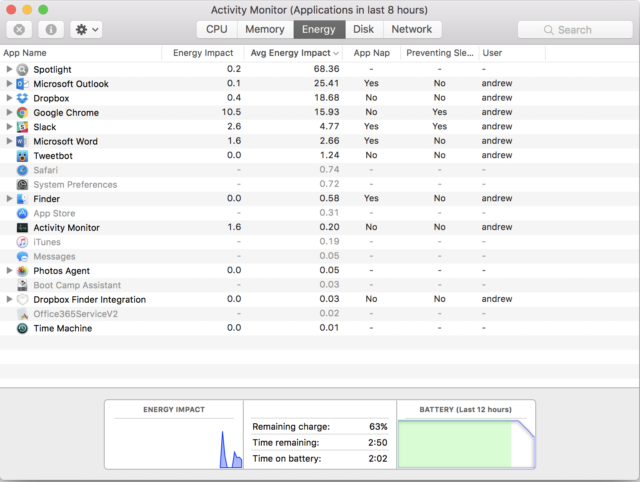 Activity Monitor (Applications in last 8 hours)
CPU Memory Energy Disk Network Search
App Name Energy Impact Avg Energy Impact App Nap Preventing Sle... User
Spotlight 0.2 68.36 - - -
Microsoft Outlook 0.1 25.41 Yes No andrew
Dropbox 0.4 18.68 No No andrew
Google Chrome 10.5 15.93 No Yes andrew
Slack 2.6 4.77 Yes Yes andrew
Microsoft Word 1.6 2.66 Yes No andrew
Tweetbot 0.0 1.24 No No andrew
Safari - 0.74 - - -
System Preferences - 0.72 - - -
Finder 0.0 0.58 Yes No andrew
App Store - 0.31 - - -
Activity Monitor 1.6 0.20 No No andrew
iTunes - 0.19 - - -
Messages - 0.05 - - -
Photos Agent 0.0 0.05 - - -
Boot Camp Assistant - 0.03 - - -
Dropbox Finder Integration 0.0 0.03 No No andrew
Office365ServiceV2 - 0.02 - - -
Time Machine 0.0 0.01 - - -
ENERGY IMPACT BATTERY (Last 12 hours)
Remaining charge: 63%
Time remaining: 2:50
Time on battery: 2:02